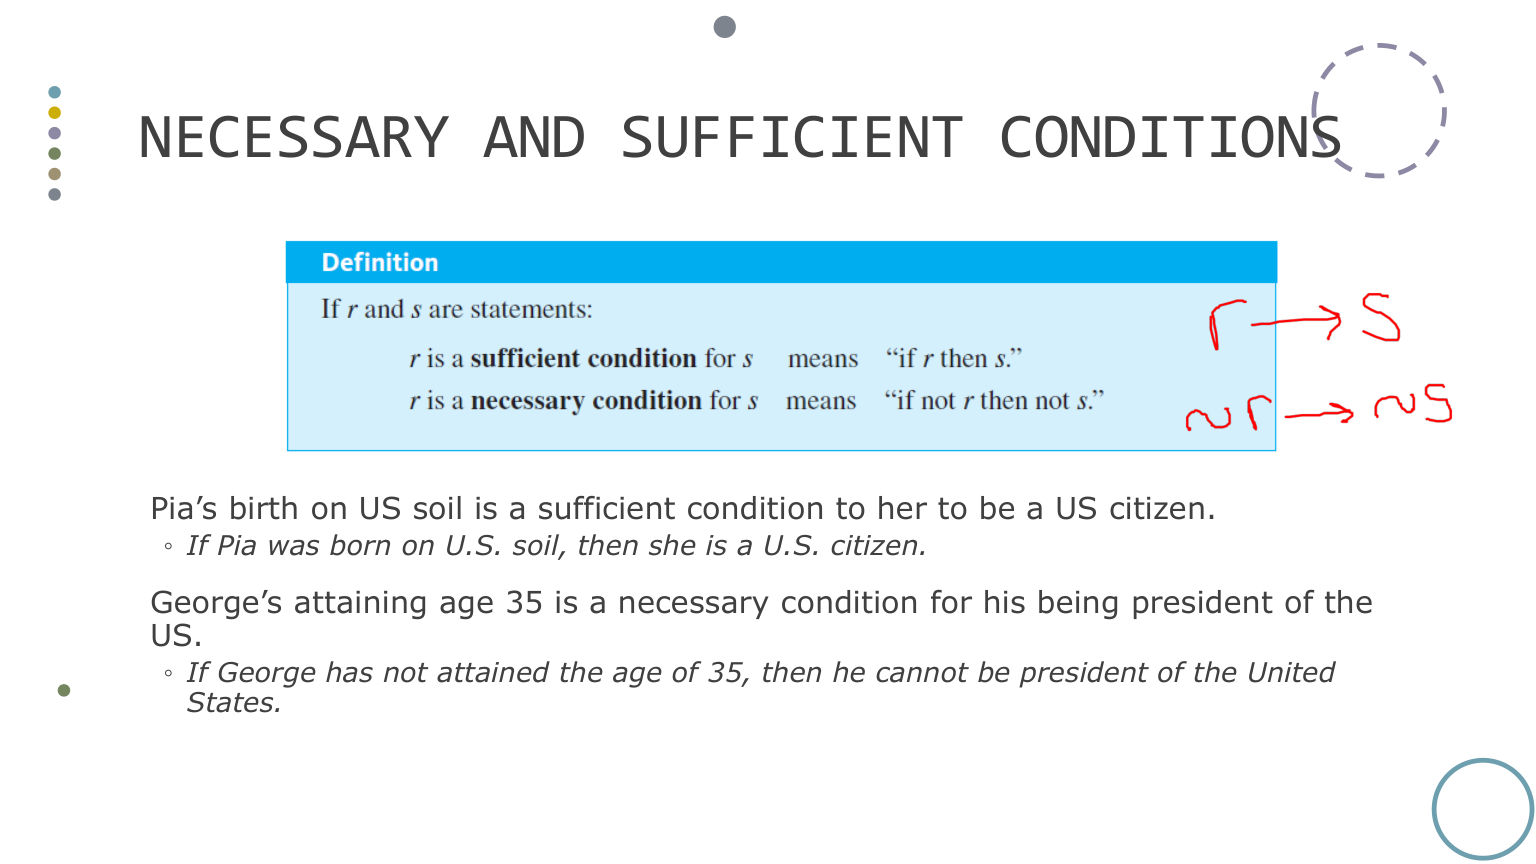 NECESSARY AND SUFFICIENT CONDITIONS
Definition
If r and s are statements:
r is a sufficient condition for s means “if r then s.”
r is a necessary condition for s means “if not r then not s.”
r → s
~r → ~s
Pia’s birth on US soil is a sufficient condition to her to be a US citizen.
◦ If Pia was born on U.S. soil, then she is a U.S. citizen.
George’s attaining age 35 is a necessary condition for his being president of the
US.
◦ If George has not attained the age of 35, then he cannot be president of the United
States.